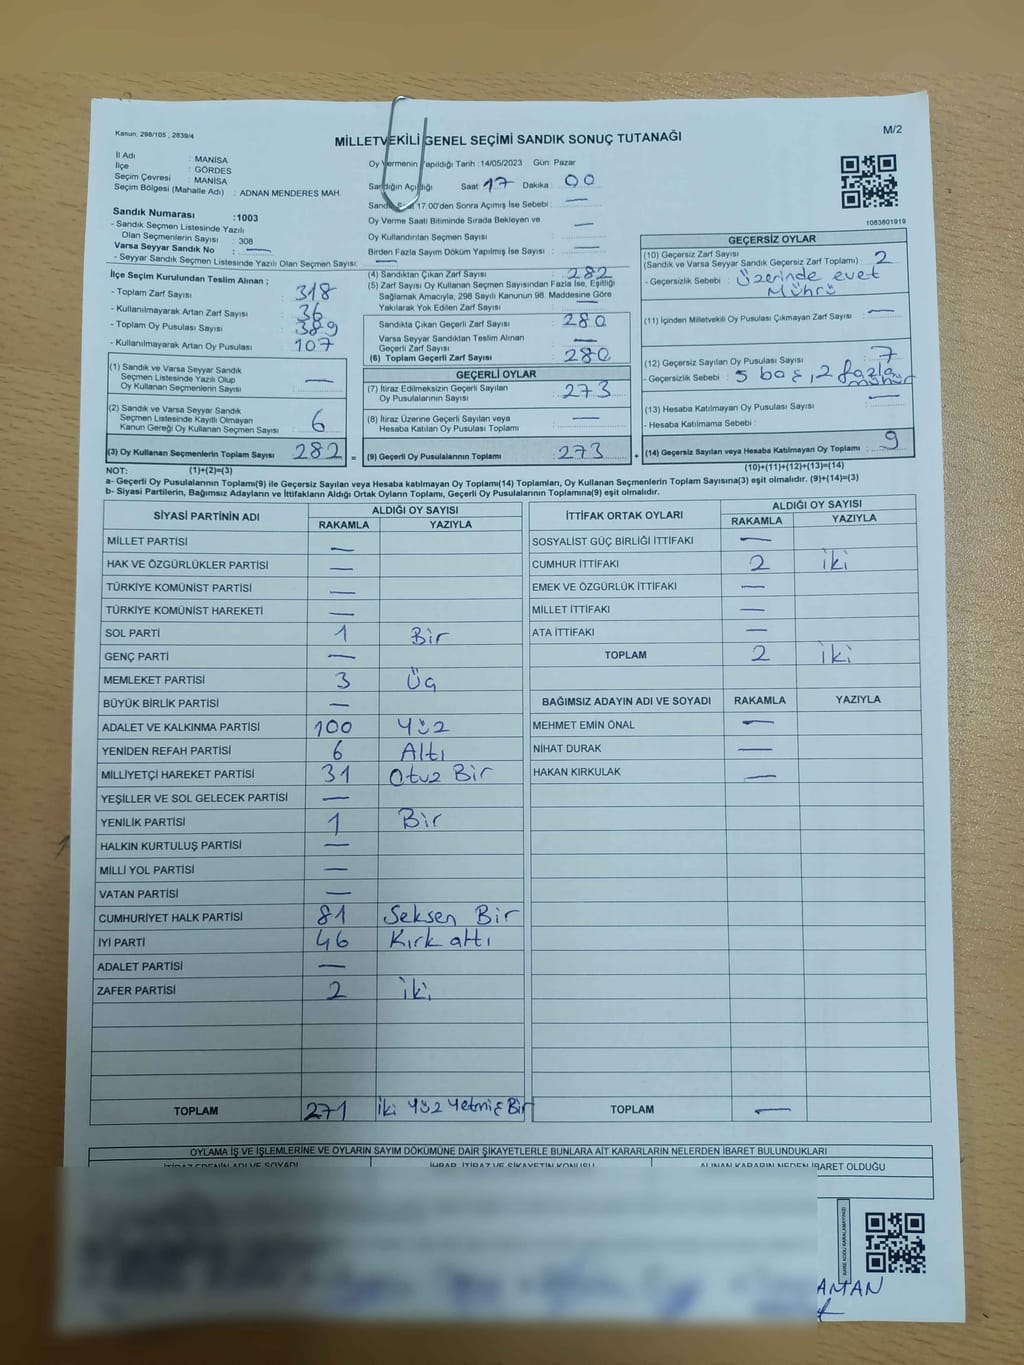 Kanun; 298/105 , 2839/4
MİLLETVEKİLİ GENEL SEÇİMİ SANDIK SONUÇ TUTANAĞI
M/2
İl Adı : MANİSA
İlçe : GÖRDES
Seçim Çevresi : MANİSA
Seçim Bölgesi (Mahalle Adı) : ADNAN MENDERES MAH.
Sandık Numarası :1003
- Sandık Seçmen Listesinde Yazılı
Olan Seçmenlerin Sayısı : 308
Varsa Seyyar Sandık No : —
- Seyyar Sandık Seçmen Listesinde Yazılı Olan Seçmen Sayısı: —
Oy Vermenin Yapıldığı Tarih :14/05/2023 Gün: Pazar
Sandığın Açıldığı Saat: 17 Dakika : 00
17.00'den Sonra Açımış İse Sebebi : —
Oy Verme Saati Bitiminde Sırada Bekleyen ve
Oy Kullandırılan Seçmen Sayısı : —
Birden Fazla Sayım Döküm Yapılmış İse Sayısı : —
1083801919
İlçe Seçim Kurulundan Teslim Alınan ;
- Toplam Zarf Sayısı : 318
- Kullanılmayarak Artan Zarf Sayısı : 36
- Toplam Oy Pusulası Sayısı : 389
- Kullanılmayarak Artan Oy Pusulası : 107
(1) Sandık ve Varsa Seyyar Sandık
Seçmen Listesinde Yazılı Olup
Oy Kullanan Seçmenlerin Sayısı : —
(2) Sandık ve Varsa Seyyar Sandık
Seçmen Listesinde Kayıtlı Olmayan
Kanun Gereği Oy Kullanan Seçmen Sayısı : 6
(3) Oy Kullanan Seçmenlerin Toplam Sayısı : 282 =
(4) Sandıktan Çıkan Zarf Sayısı : 282
(5) Zarf Sayısı Oy Kullanan Seçmen Sayısından Fazla İse, Eşitliği
Sağlamak Amacıyla; 298 Sayılı Kanunun 98. Maddesine Göre
Yakılarak Yok Edilen Zarf Sayısı : —
Sandıkta Çıkan Geçerli Zarf Sayısı : 280
Varsa Seyyar Sandıktan Teslim Alınan
Geçerli Zarf Sayısı : —
(6) Toplam Geçerli Zarf Sayısı : 280
GEÇERLİ OYLAR
(7) İtiraz Edilmeksizin Geçerli Sayılan
Oy Pusulalarının Sayısı : 273
(8) İtiraz Üzerine Geçerli Sayılan veya
Hesaba Katılan Oy Pusulası Toplamı : —
(9) Geçerli Oy Pusulalarının Toplamı : 273 +
GEÇERSİZ OYLAR
(10) Geçersiz Zarf Sayısı
(Sandık ve Varsa Seyyar Sandık Geçersiz Zarf Toplamı) : 2
- Geçersizlik Sebebi : Üzerinde evet
Mührü
(11) İçinden Milletvekili Oy Pusulası Çıkmayan Zarf Sayısı : —
(12) Geçersiz Sayılan Oy Pusulası Sayısı : 7
- Geçersizlik Sebebi : 5 boş, 2 fazla
mühür
(13) Hesaba Katılmayan Oy Pusulası Sayısı : —
- Hesaba Katılmama Sebebi :
(14) Geçersiz Sayılan veya Hesaba Katılmayan Oy Toplamı : 9
NOT: (1)+(2)=(3)
(10)+(11)+(12)+(13)=(14)
a- Geçerli Oy Pusulalarının Toplamı(9) ile Geçersiz Sayılan veya Hesaba katılmayan Oy Toplamı(14) Toplamları, Oy Kullanan Seçmenlerin Toplam Sayısına(3) eşit olmalıdır. (9)+(14)=(3)
b- Siyasi Partilerin, Bağımsız Adayların ve İttifakların Aldığı Ortak Oyların Toplamı, Geçerli Oy Pusulalarının Toplamına(9) eşit olmalıdır.
SİYASİ PARTİNİN ADI ALDIĞI OY SAYISI
RAKAMLA YAZIYLA
MİLLET PARTİSİ —
HAK VE ÖZGÜRLÜKLER PARTİSİ —
TÜRKİYE KOMÜNİST PARTİSİ —
TÜRKİYE KOMÜNİST HAREKETİ —
SOL PARTİ 1 Bir
GENÇ PARTİ —
MEMLEKET PARTİSİ 3 Üç
BÜYÜK BİRLİK PARTİSİ —
ADALET VE KALKINMA PARTİSİ 100 Yüz
YENİDEN REFAH PARTİSİ 6 Altı
MİLLİYETÇİ HAREKET PARTİSİ 31 Otuz Bir
YEŞİLLER VE SOL GELECEK PARTİSİ —
YENİLİK PARTİSİ 1 Bir
HALKIN KURTULUŞ PARTİSİ —
MİLLİ YOL PARTİSİ —
VATAN PARTİSİ —
CUMHURİYET HALK PARTİSİ 81 Seksen Bir
İYİ PARTİ 46 Kırk altı
ADALET PARTİSİ —
ZAFER PARTİSİ 2 iki
TOPLAM 271 İki Yüz Yetmiş Bir
İTTİFAK ORTAK OYLARI ALDIĞI OY SAYISI
RAKAMLA YAZIYLA
SOSYALİST GÜÇ BİRLİĞİ İTTİFAKI —
CUMHUR İTTİFAKI 2 iki
EMEK VE ÖZGÜRLÜK İTTİFAKI —
MİLLET İTTİFAKI —
ATA İTTİFAKI —
TOPLAM 2 iki
BAĞIMSIZ ADAYIN ADI VE SOYADI RAKAMLA YAZIYLA
MEHMET EMİN ÖNAL —
NİHAT DURAK —
HAKAN KIRKULAK —
TOPLAM —
OYLAMA İŞ VE İŞLEMLERİNE VE OYLARIN SAYIM DÖKÜMÜNE DAİR ŞİKAYETLERLE BUNLARA AİT KARARLARIN NELERDEN İBARET BULUNDUKLARI
İTİRAZ EDENİN ADI VE SOYADI İHBAR, İTİRAZ VE ŞİKAYETİN KONUSU ALINAN KARARIN NEDEN İBARET OLDUĞU
KARE KODU KARALAMAYINIZ!
AMAN